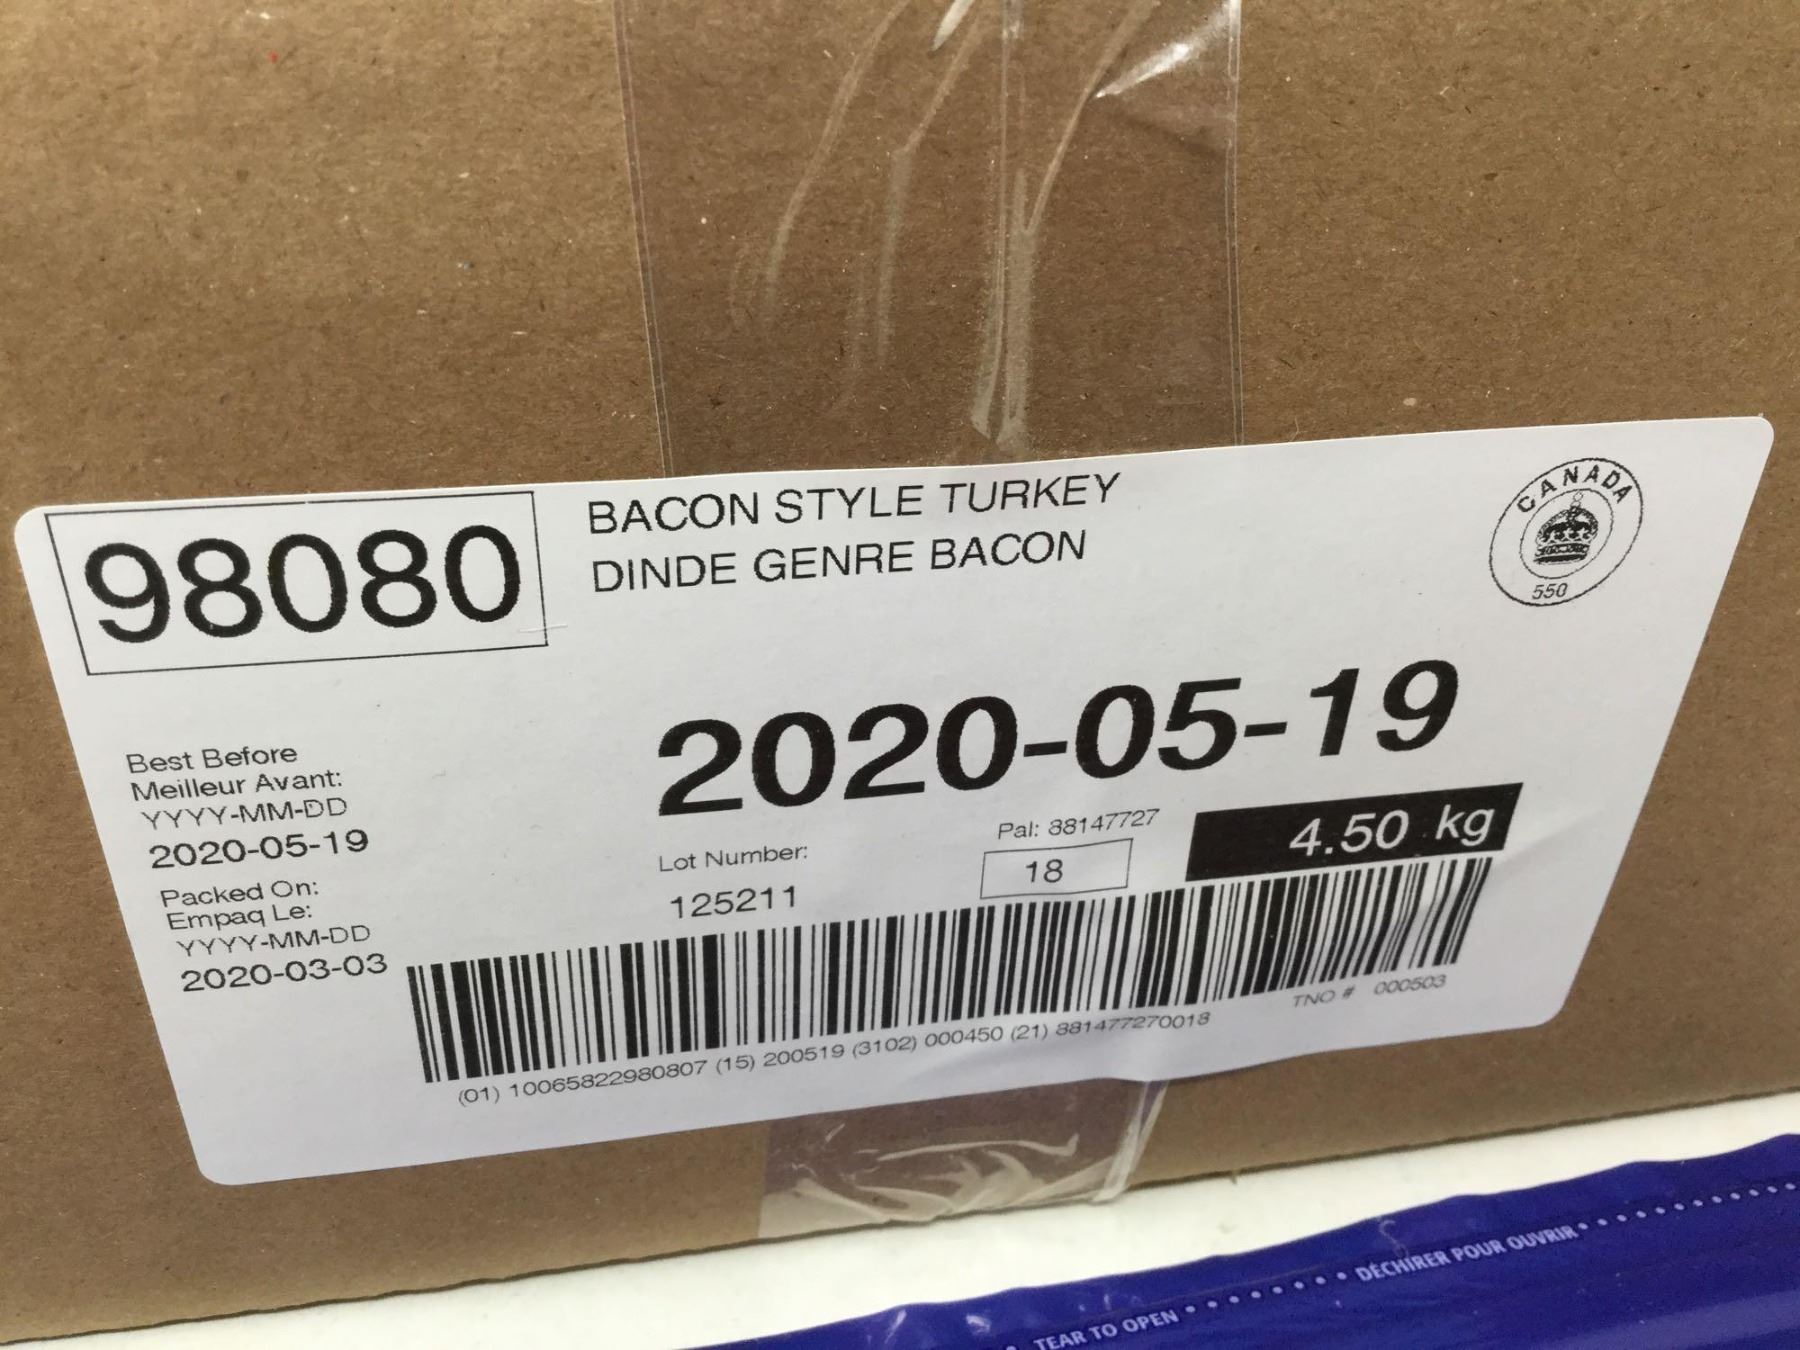 98080
BACON STYLE TURKEY
DINDE GENRE BACON
CANADA
550
2020-05-19
Best Before
Meilleur Avant:
YYYY-MM-DD
2020-05-19
Packed On:
Empaq Le:
YYYY-MM-DD
2020-03-03
Lot Number:
125211
Pal: 88147727
18
4.50 kg
TNO # 000503
(01) 10065822980807 (15) 200519 (3102) 000450 (21) 881477270018
TEAR TO OPEN
DÉCHIRER POUR OUVRIR